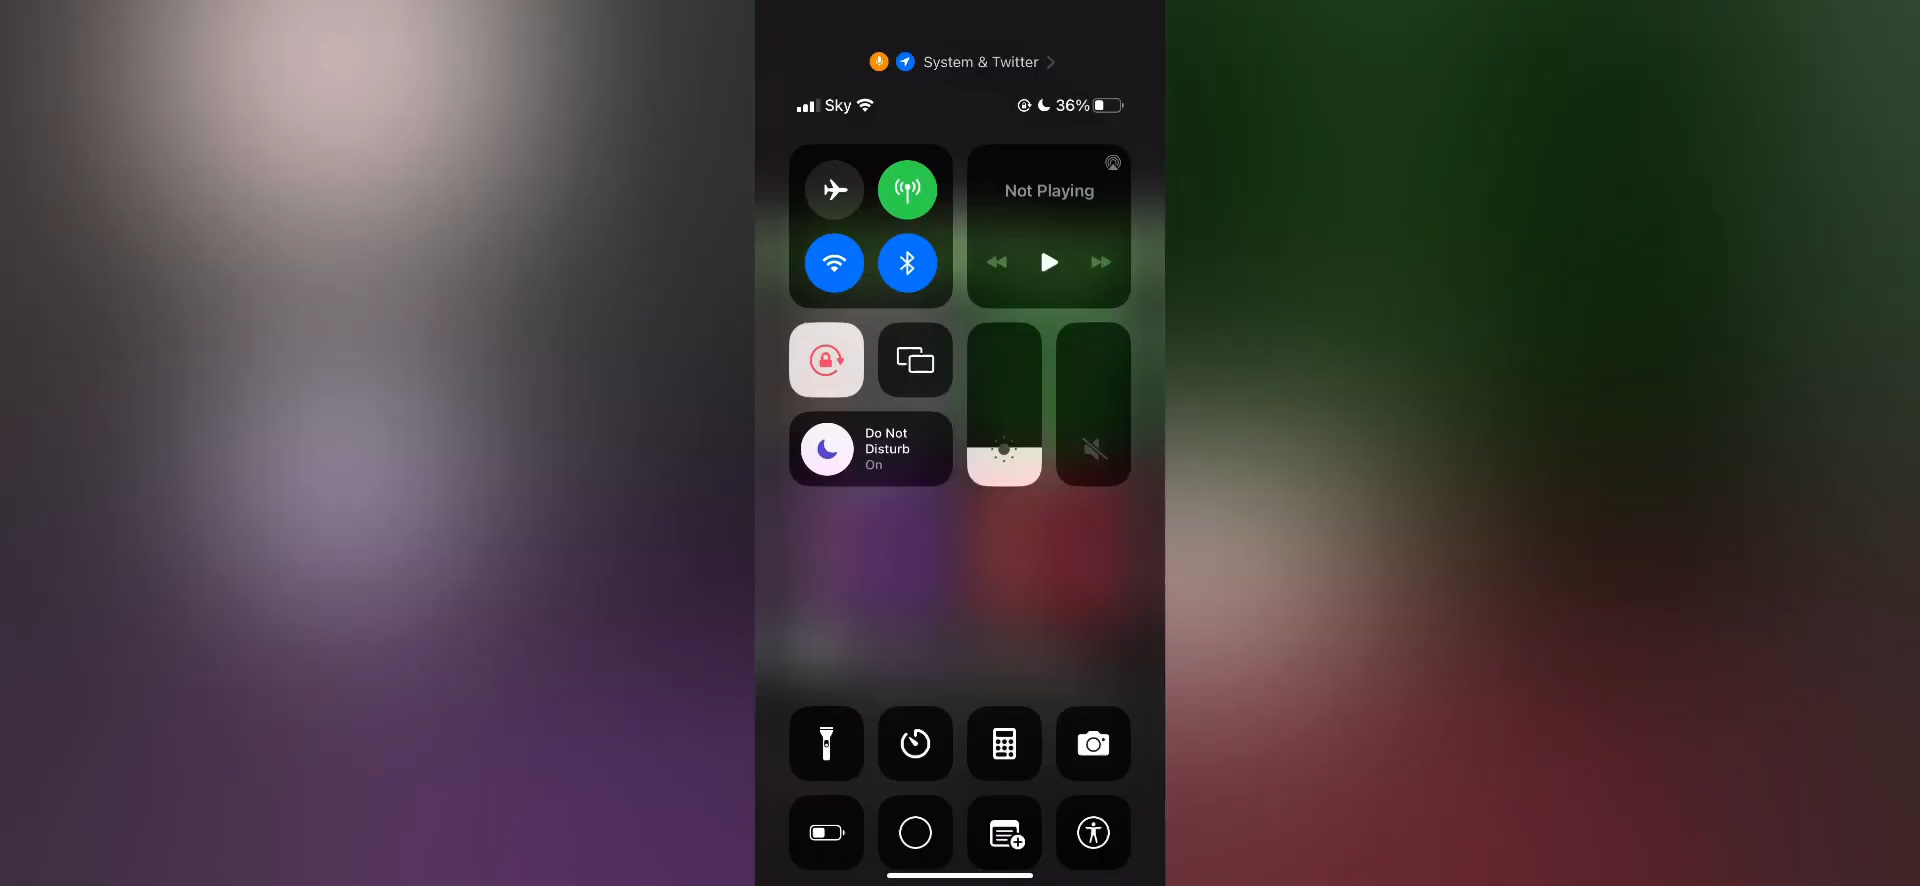 System & Twitter
Sky
36%
Not Playing
Do Not
Disturb
On